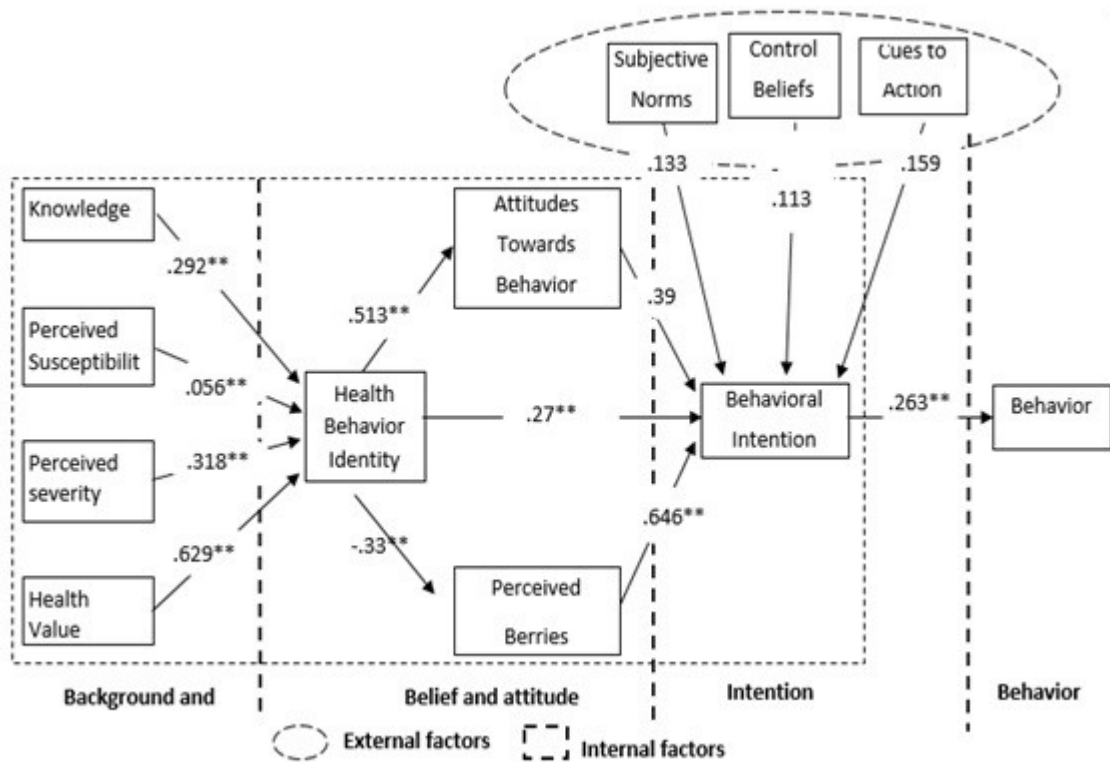 Subjective
Norms
Control
Beliefs
Cues to
Action
.133
.113
.159
Knowledge
.292**
Perceived
Susceptibilit
.056**
Perceived
severity
.318**
Health
Value
.629**
Health
Behavior
Identity
.513**
Attitudes
Towards
Behavior
.39
.27**
-.33**
Perceived
Berries
.646**
Behavioral
Intention
.263**
Behavior
Background and
Belief and attitude
Intention
Behavior
External factors
Internal factors